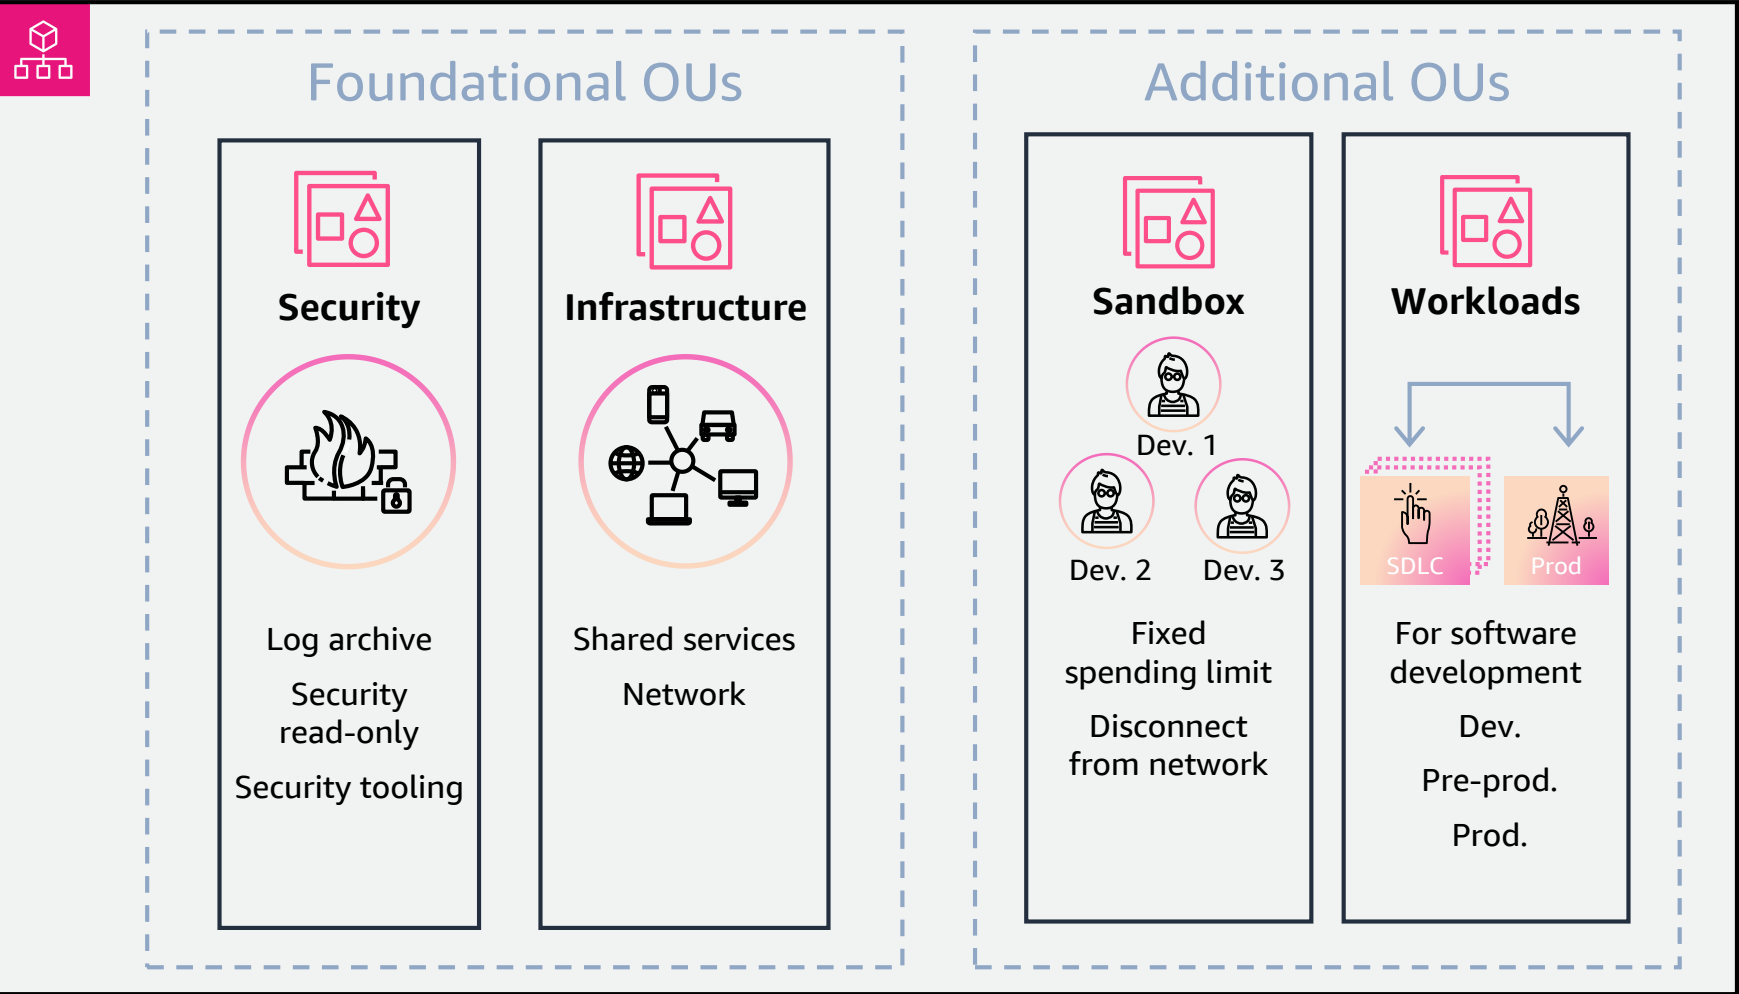 Foundational OUs
Security
Log archive
Security
read-only
Security tooling
Infrastructure
Shared services
Network
Additional OUs
Sandbox
Dev. 1
Dev. 2
Dev. 3
Fixed
spending limit
Disconnect
from network
Workloads
SDLC
Prod
For software
development
Dev.
Pre-prod.
Prod.